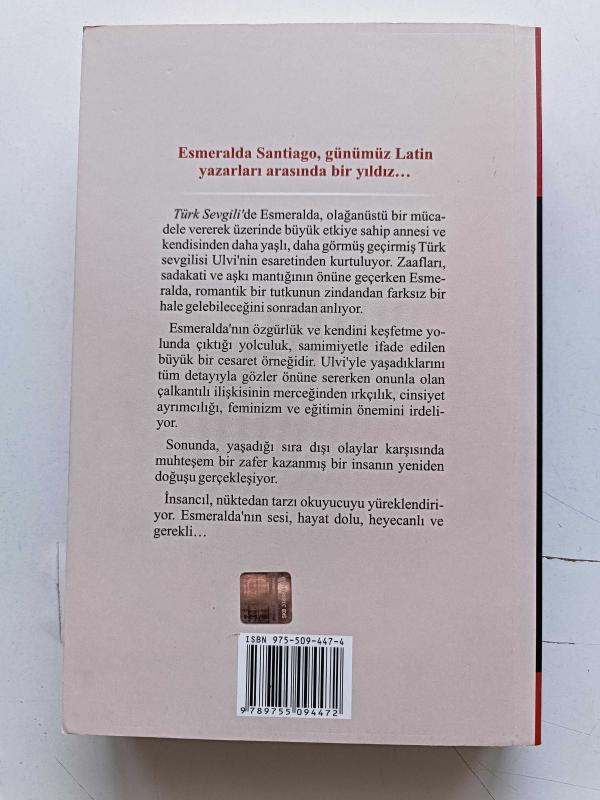 Esmeralda Santiago, günümüz Latin
yazarları arasında bir yıldız…
Türk Sevgili'de Esmeralda, olağanüstü bir müca-
dele vererek üzerinde büyük etkiye sahip annesi ve
kendisinden daha yaşlı, daha görmüş geçirmiş Türk
sevgilisi Ulvi'nin esaretinden kurtuluyor. Zaafları,
sadakati ve aşkı mantığının önüne geçerken Esme-
ralda, romantik bir tutkunun zindandan farksız bir
hale gelebileceğini sonradan anlıyor.
Esmeralda'nın özgürlük ve kendini keşfetme yo-
lunda çıktığı yolculuk, samimiyetle ifade edilen
büyük bir cesaret örneğidir. Ulvi'yle yaşadıklarını
tüm detayıyla gözler önüne sererken onunla olan
çalkantılı ilişkisinin merceğinden ırkçılık, cinsiyet
ayrımcılığı, feminizm ve eğitimin önemini irdeli-
yor.
Sonunda, yaşadığı sıra dışı olaylar karşısında
muhteşem bir zafer kazanmış bir insanın yeniden
doğuşu gerçekleşiyor.
İnsancıl, nüktedan tarzı okuyucuyu yüreklendiri-
yor. Esmeralda'nın sesi, hayat dolu, heyecanlı ve
gerekli…
ISBN 975-509-447-4
9 789755 094472